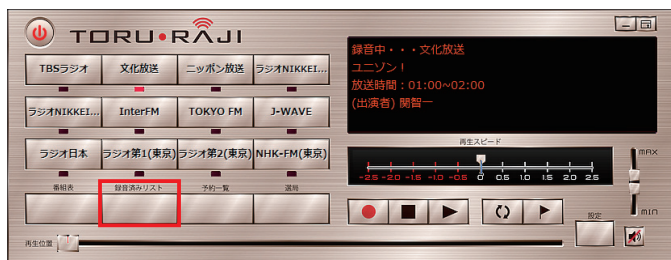 TORU•RAJI
TBSラジオ 文化放送 ニッポン放送 ラジオNIKKEI...
ラジオNIKKEI... InterFM TOKYO FM J-WAVE
ラジオ日本 ラジオ第1(東京) ラジオ第2(東京) NHK-FM(東京)
番組表 録音済みリスト 予約一覧 選局
再生位置
録音中・・・文化放送
ユニゾン！
放送時間：01:00~02:00
(出演者) 関智一
再生スピード
-2.5 -2.0 -1.5 -1.0 -0.5 0 0.5 1.0 1.5 2.0 2.5
MAX
MIN
設定